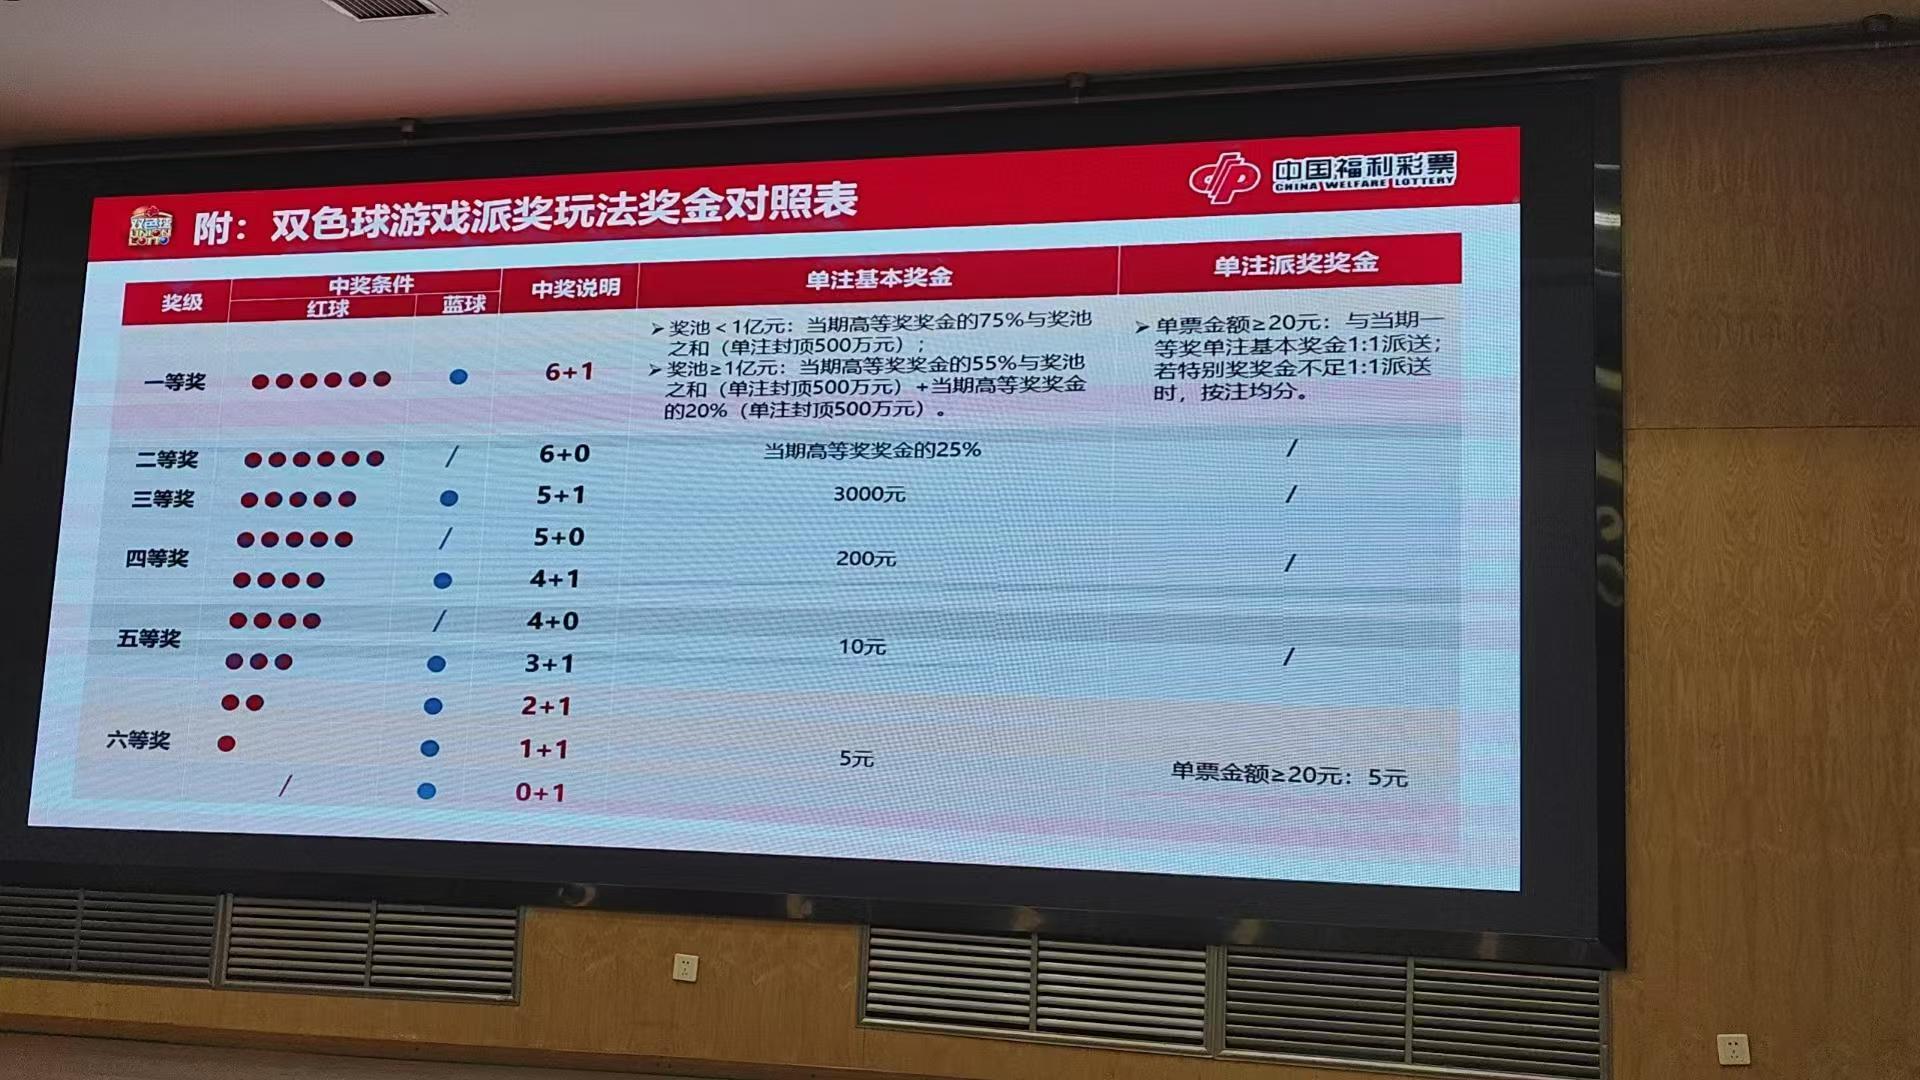 双色球
UNION
LOTTO
附：双色球游戏派奖玩法奖金对照表
中国福利彩票
CHINA WELFARE LOTTERY
奖级
中奖条件
红球
蓝球
中奖说明
单注基本奖金
单注派奖奖金
一等奖
6+1
➢ 奖池＜1亿元：当期高等奖奖金的75%与奖池
之和（单注封顶500万元）；
➢ 奖池≥1亿元：当期高等奖奖金的55%与奖池
之和（单注封顶500万元）+当期高等奖奖金
的20%（单注封顶500万元）。
➢ 单票金额≥20元：与当期一
等奖单注基本奖金1:1派送；
若特别奖奖金不足1:1派送
时，按注均分。
二等奖
/
6+0
当期高等奖奖金的25%
/
三等奖
5+1
3000元
/
四等奖
/
5+0
4+1
200元
/
五等奖
/
4+0
3+1
10元
/
六等奖
2+1
1+1
/
0+1
5元
单票金额≥20元：5元